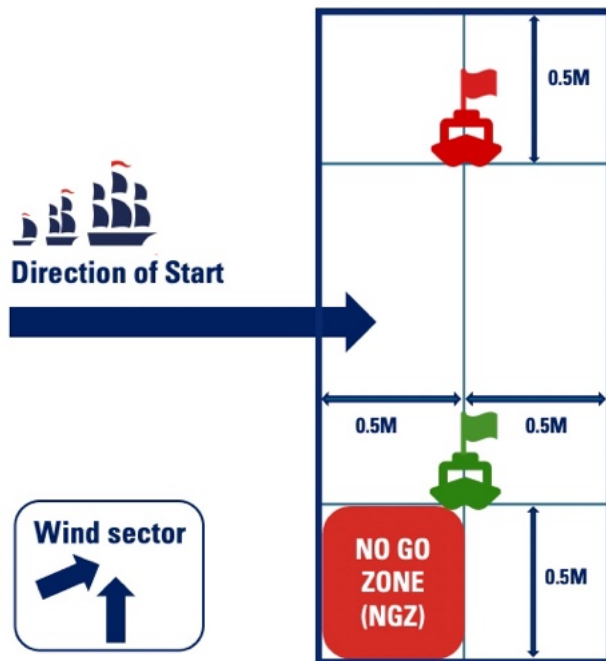 0.5M
Direction of Start
0.5M
0.5M
Wind sector
NO GO
ZONE
(NGZ)
0.5M